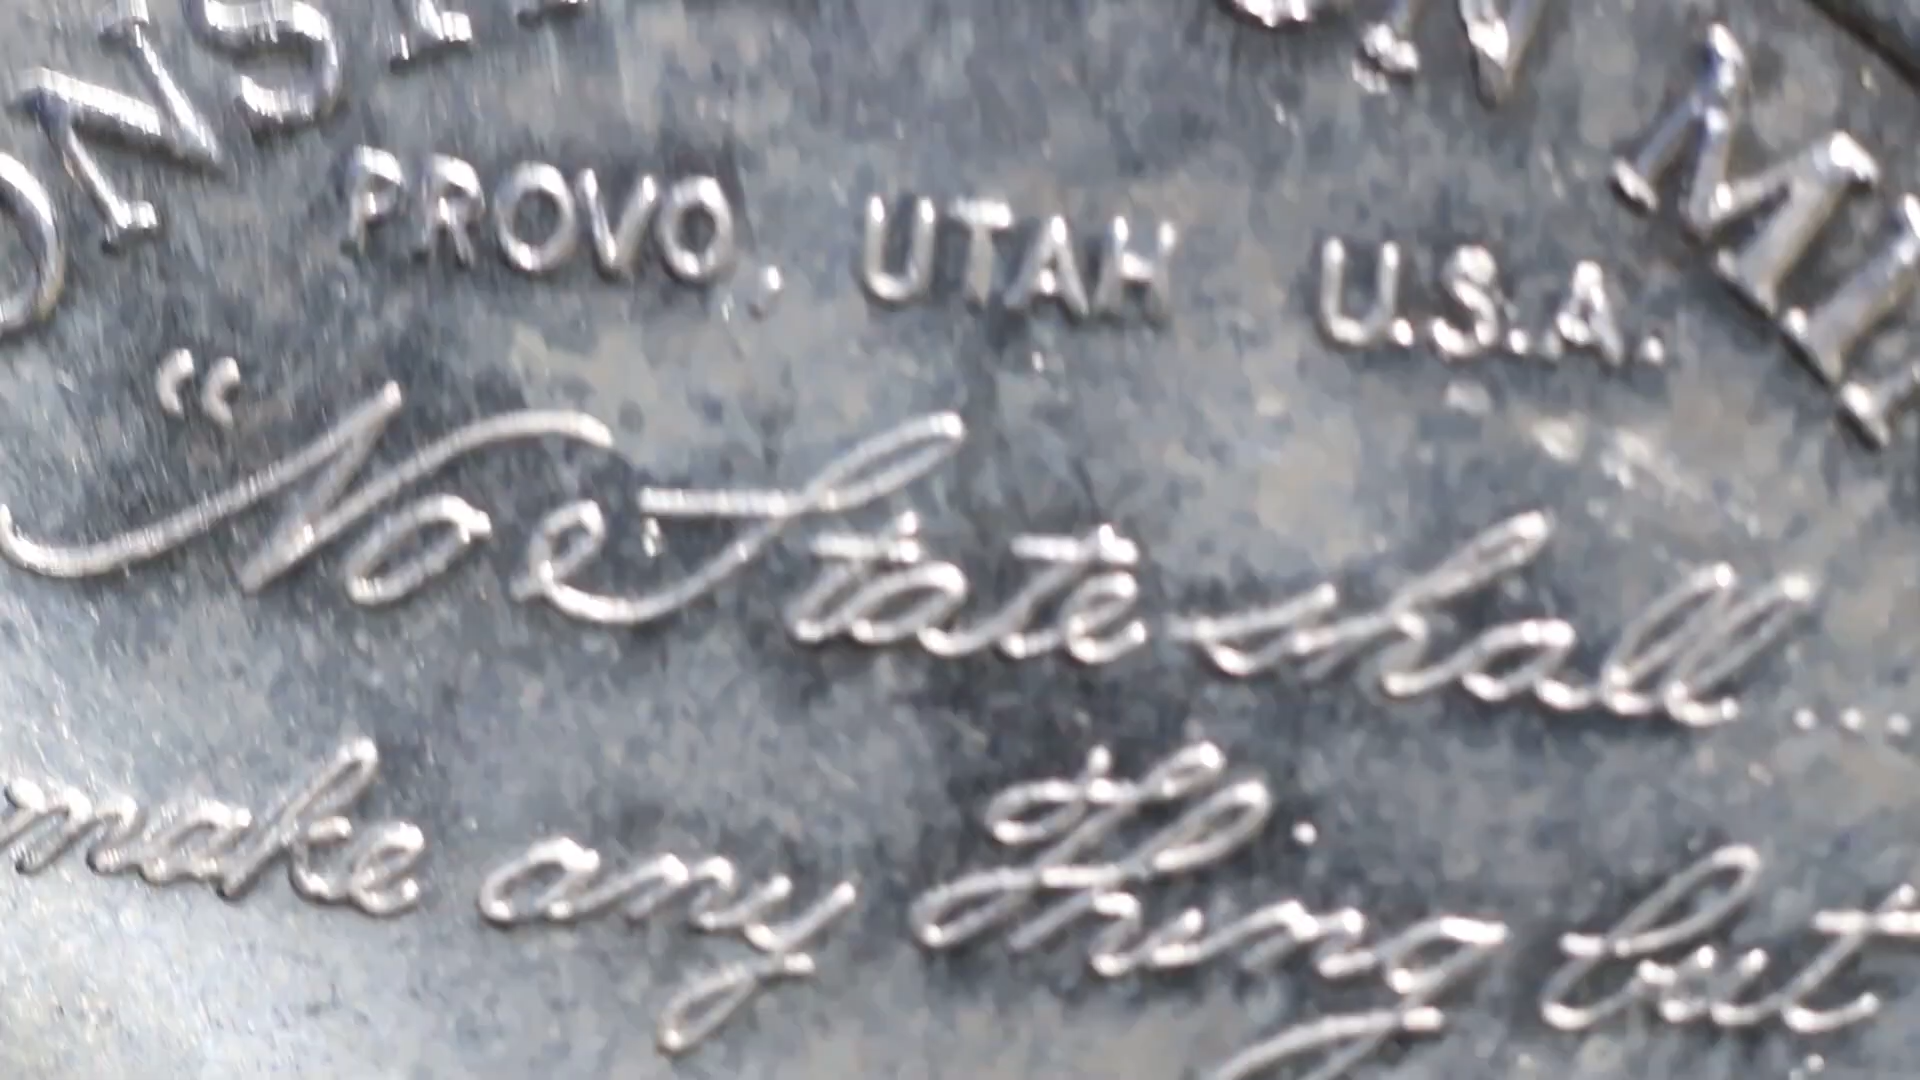 PROVO, UTAH U.S.A.
“No State shall ...
make any Thing but